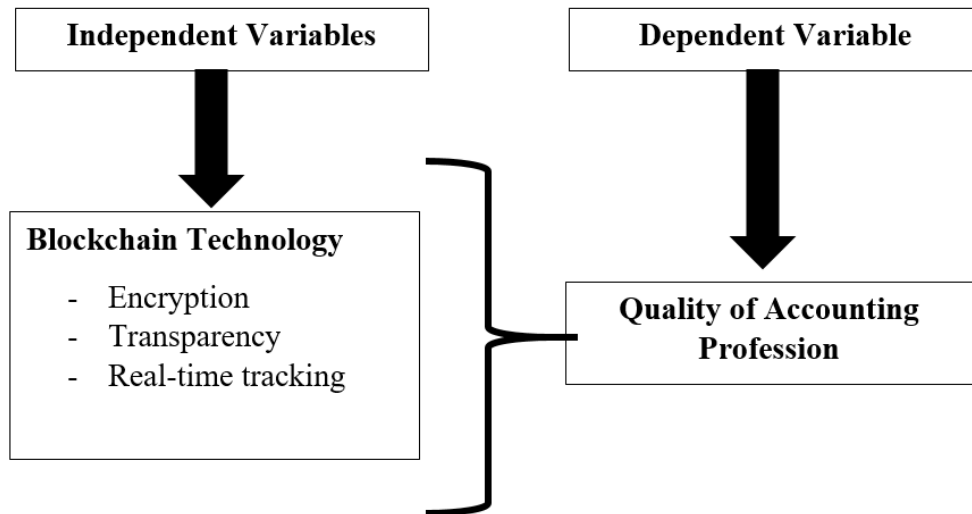 Independent Variables
Dependent Variable
Blockchain Technology
- Encryption
- Transparency
- Real-time tracking
Quality of Accounting
Profession